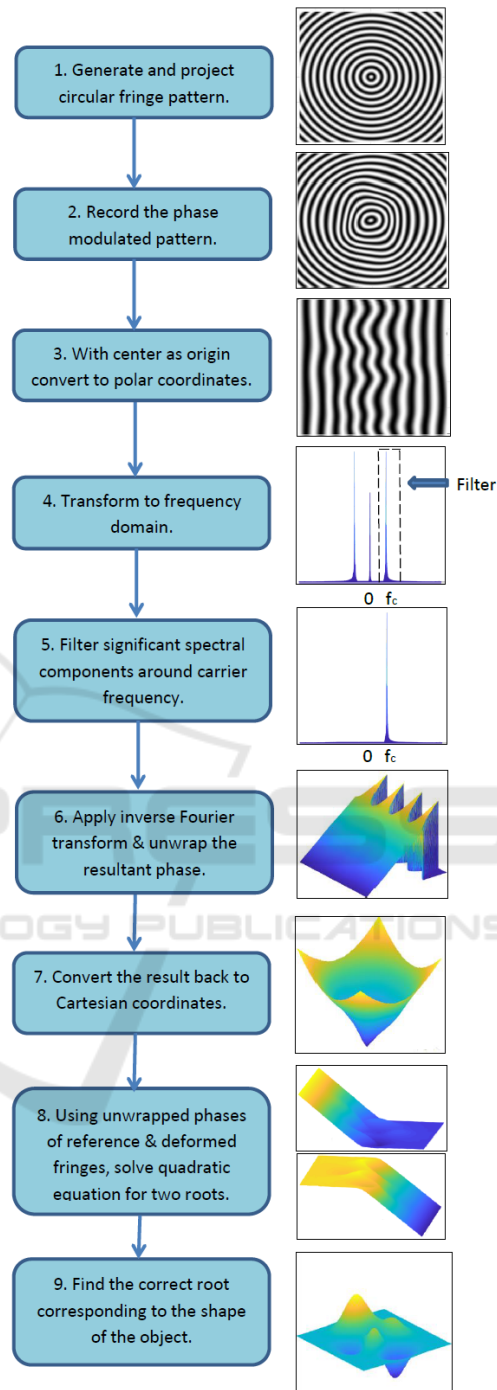 1. Generate and project
circular fringe pattern.
2. Record the phase
modulated pattern.
3. With center as origin
convert to polar coordinates.
4. Transform to frequency
domain.
Filter
0 fc
5. Filter significant spectral
components around carrier
frequency.
0 fc
6. Apply inverse Fourier
transform & unwrap the
resultant phase.
PRESS
OGY PUBLICATIONS
7. Convert the result back to
Cartesian coordinates.
8. Using unwrapped phases
of reference & deformed
fringes, solve quadratic
equation for two roots.
9. Find the correct root
corresponding to the shape
of the object.